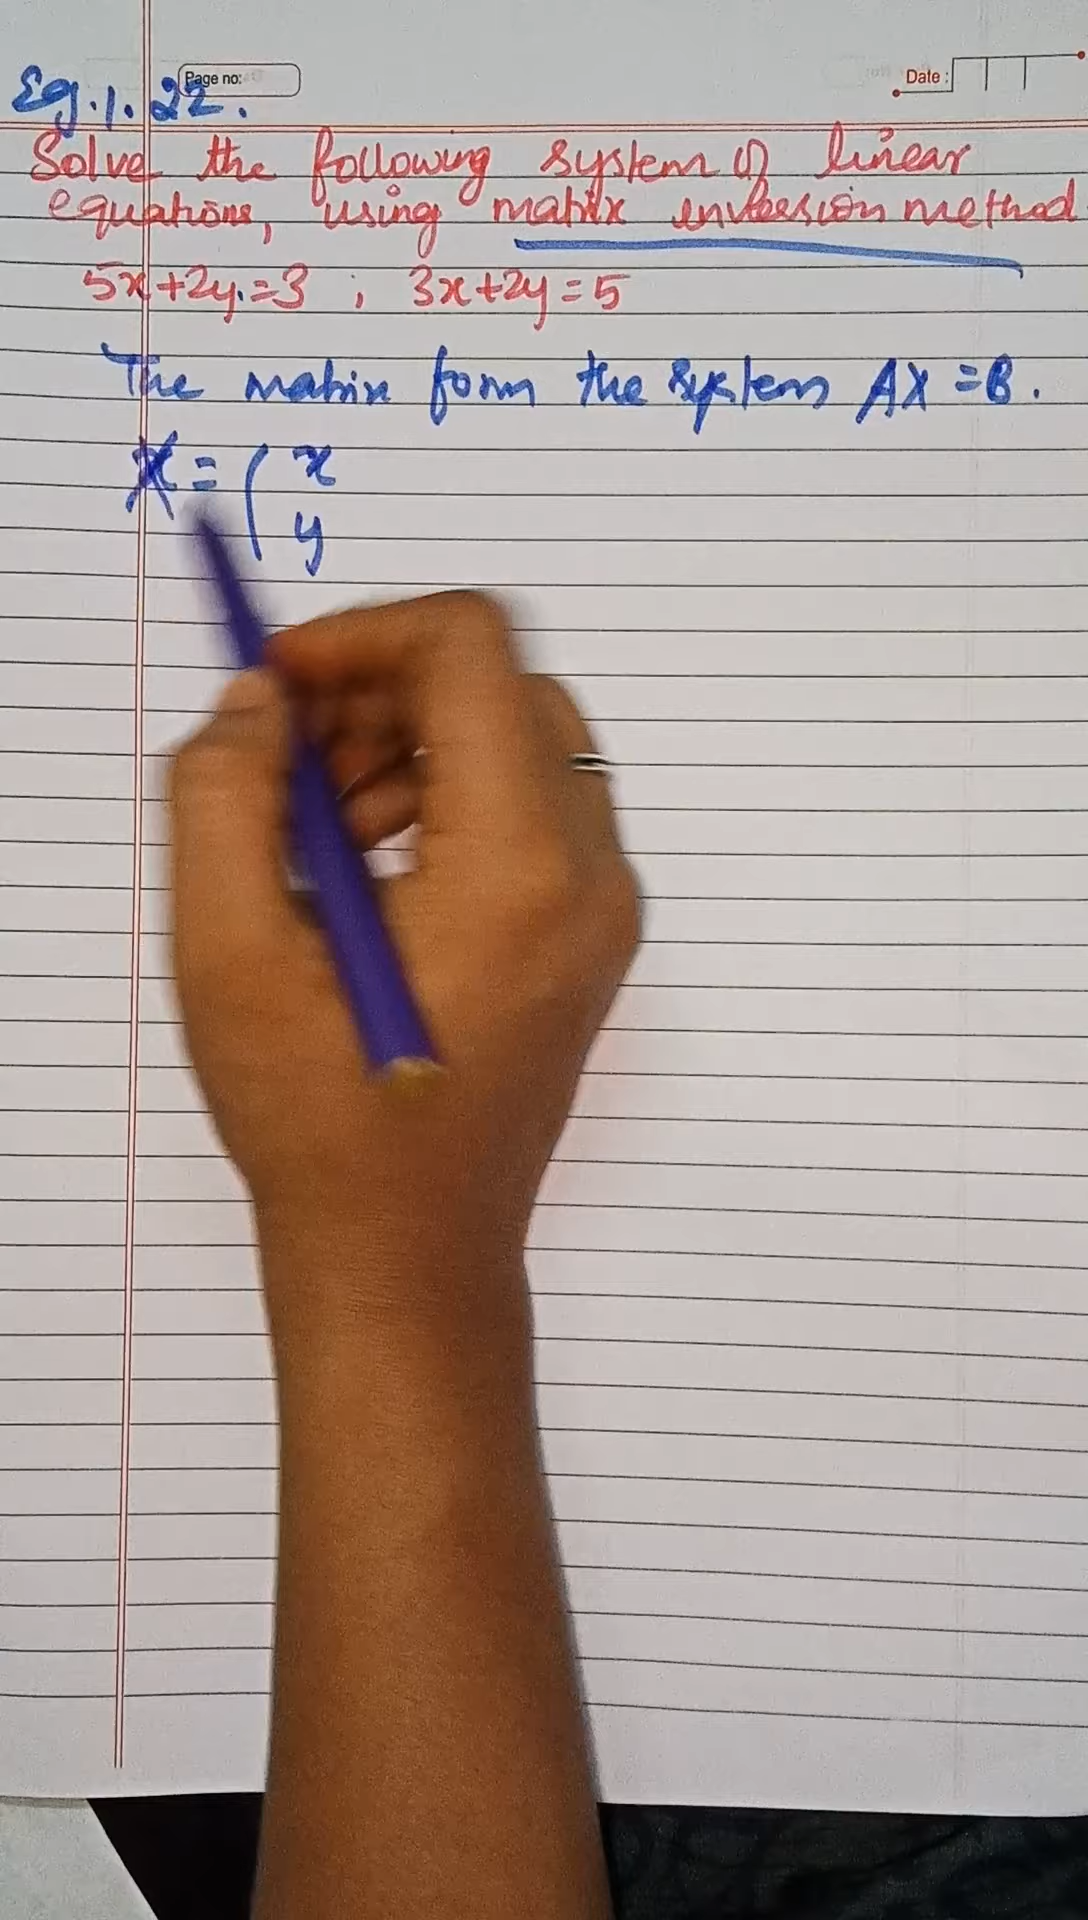 Page no:
Date :
Eg.1.22.
Solve the following system of linear
equations, using matrix inversion method
5x+2y=3 ; 3x+2y=5
The matrix form the system AX=B.
X = ( x
y